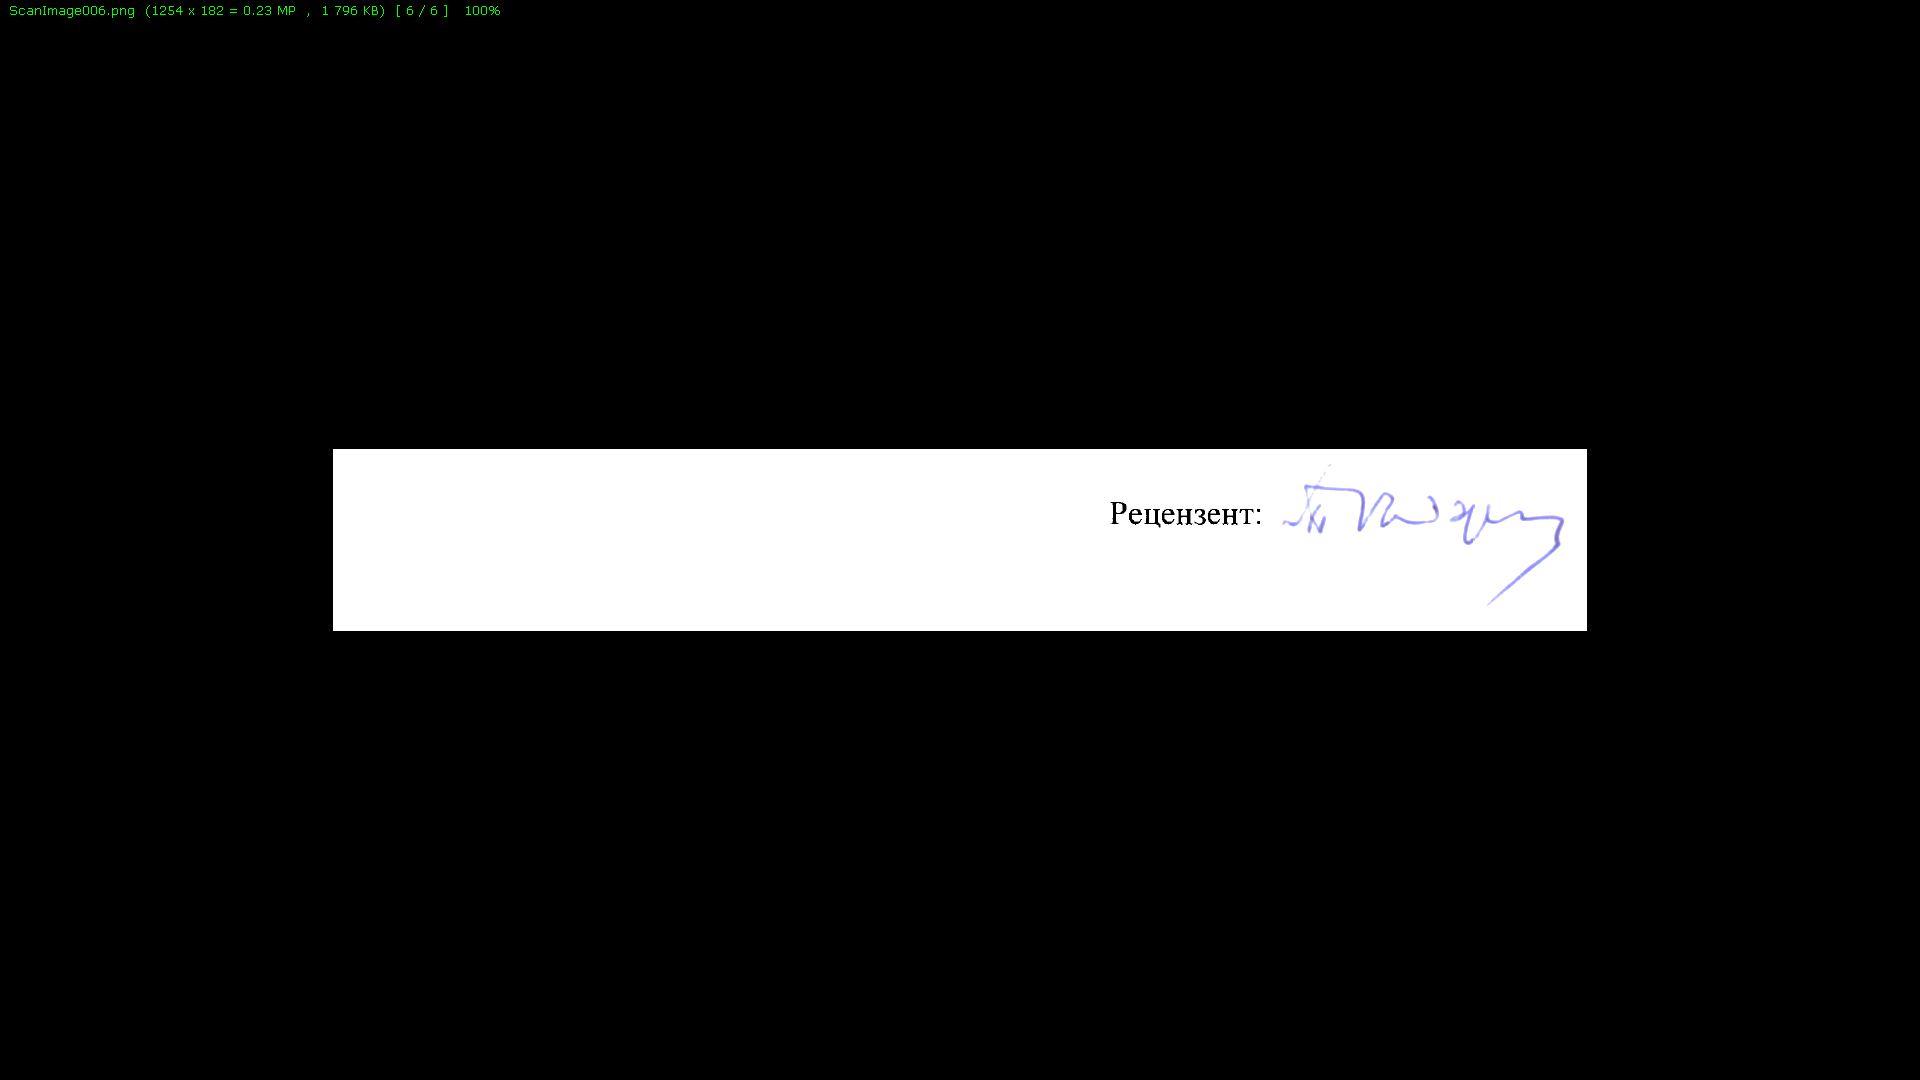 ScanImage006.png (1254 x 182 = 0.23 MP , 1 796 KB) [ 6 / 6 ] 100%
Рецензент: